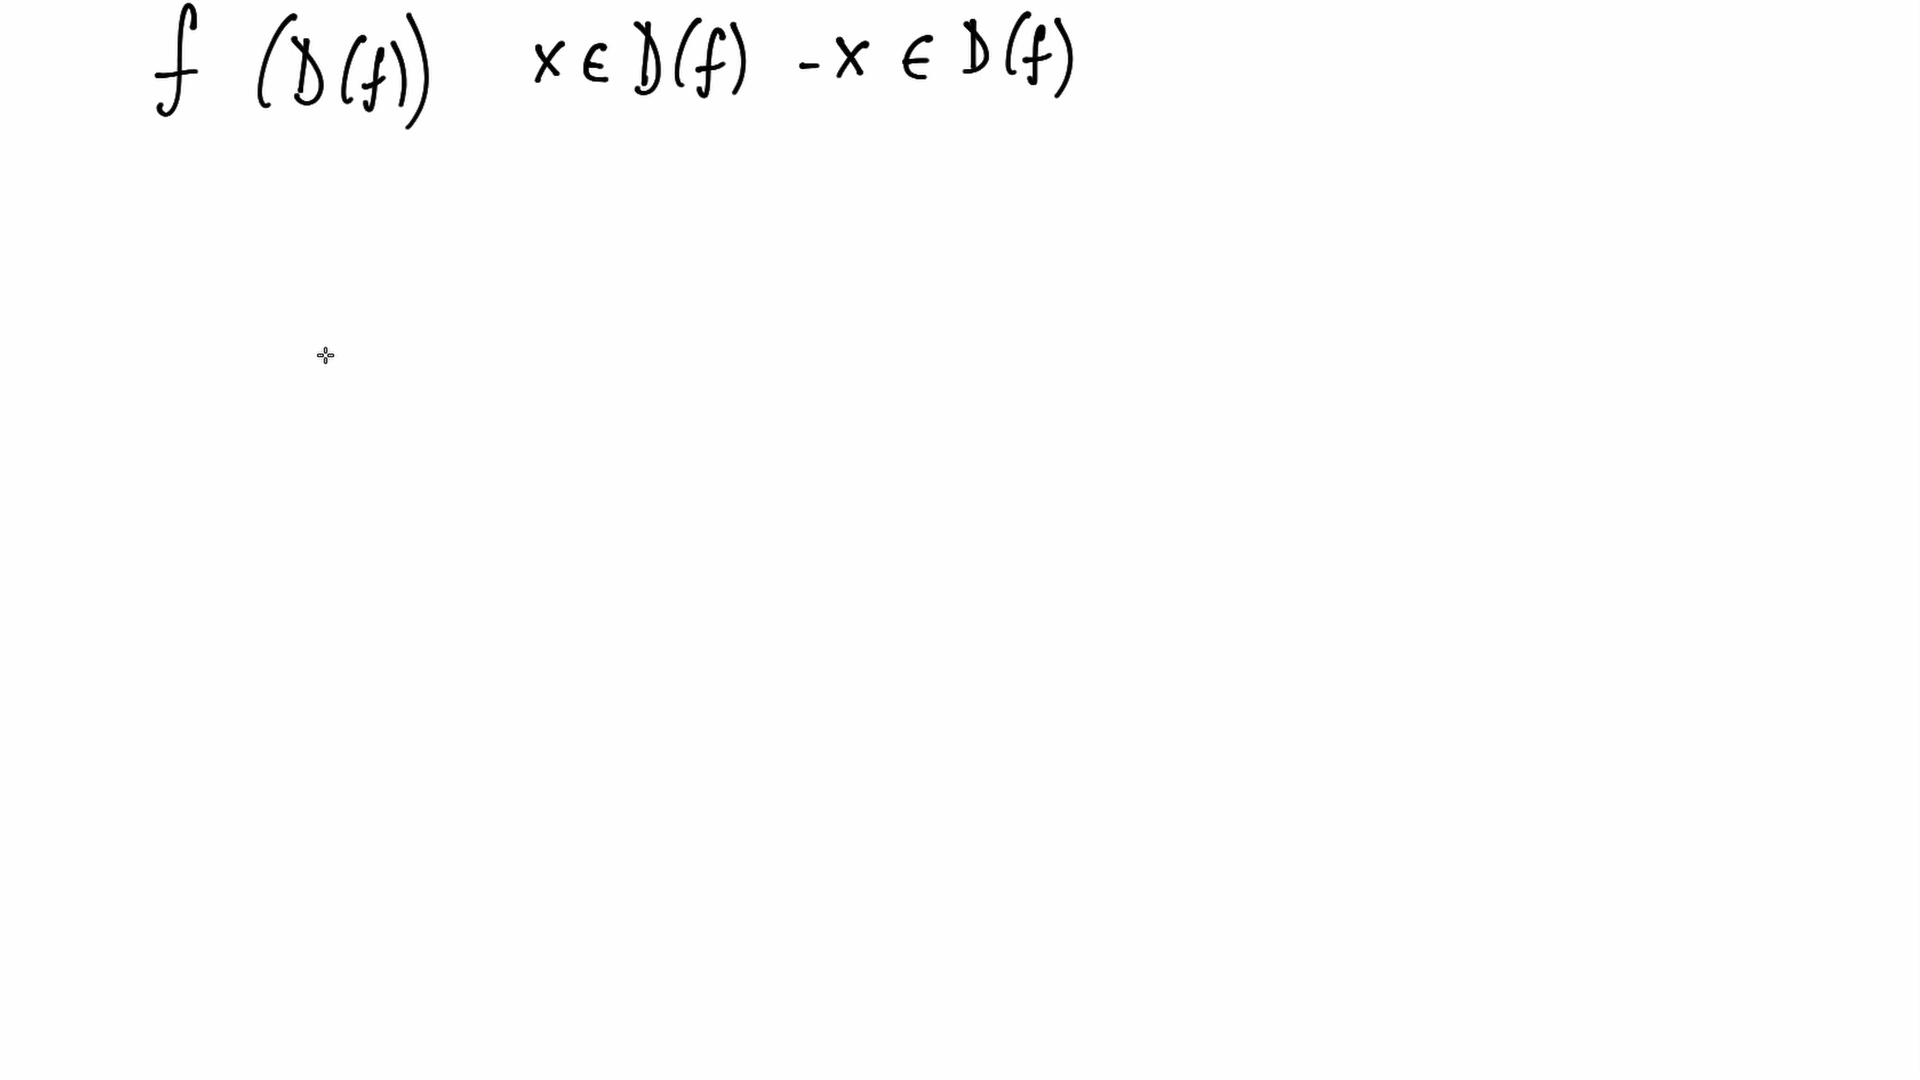 f (D(f)) x ∈ D(f) -x ∈ D(f)